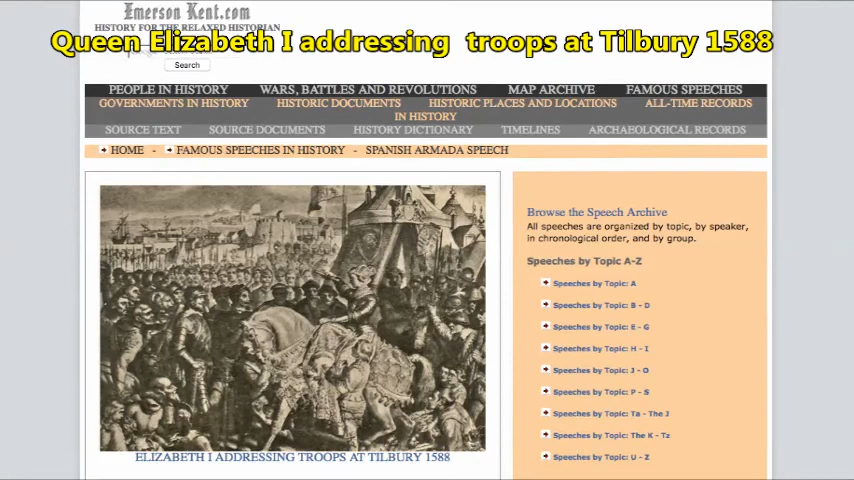 Emerson Kent.com
HISTORY FOR THE RELAXED HISTORIAN
Queen Elizabeth I addressing troops at Tilbury 1588
Search
PEOPLE IN HISTORY WARS, BATTLES AND REVOLUTIONS MAP ARCHIVE FAMOUS SPEECHES
GOVERNMENTS IN HISTORY HISTORIC DOCUMENTS HISTORIC PLACES AND LOCATIONS ALL-TIME RECORDS
IN HISTORY
SOURCE TEXT SOURCE DOCUMENTS HISTORY DICTIONARY TIMELINES ARCHAEOLOGICAL RECORDS
HOME - FAMOUS SPEECHES IN HISTORY - SPANISH ARMADA SPEECH
ELIZABETH I ADDRESSING TROOPS AT TILBURY 1588
Browse the Speech Archive
All speeches are organized by topic, by speaker,
in chronological order, and by group.
Speeches by Topic A-Z
Speeches by Topic: A
Speeches by Topic: B - D
Speeches by Topic: E - G
Speeches by Topic: H - I
Speeches by Topic: J - O
Speeches by Topic: P - S
Speeches by Topic: Ta - The J
Speeches by Topic: The K - Tz
Speeches by Topic: U - Z